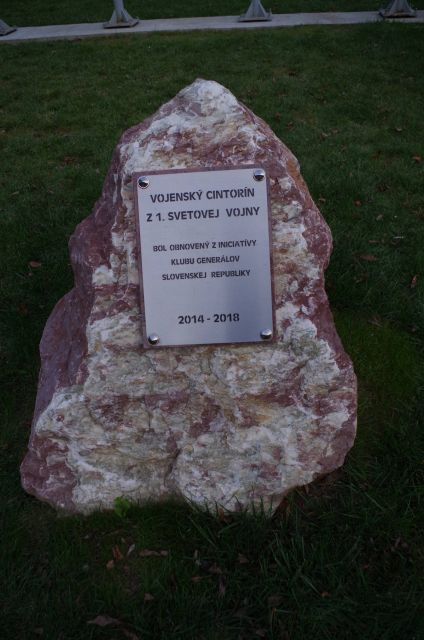 VOJENSKÝ CINTORÍN
Z 1. SVETOVEJ VOJNY
BOL OBNOVENÝ Z INICIATÍVY
KLUBU GENERÁLOV
SLOVENSKEJ REPUBLIKY
2014 - 2018